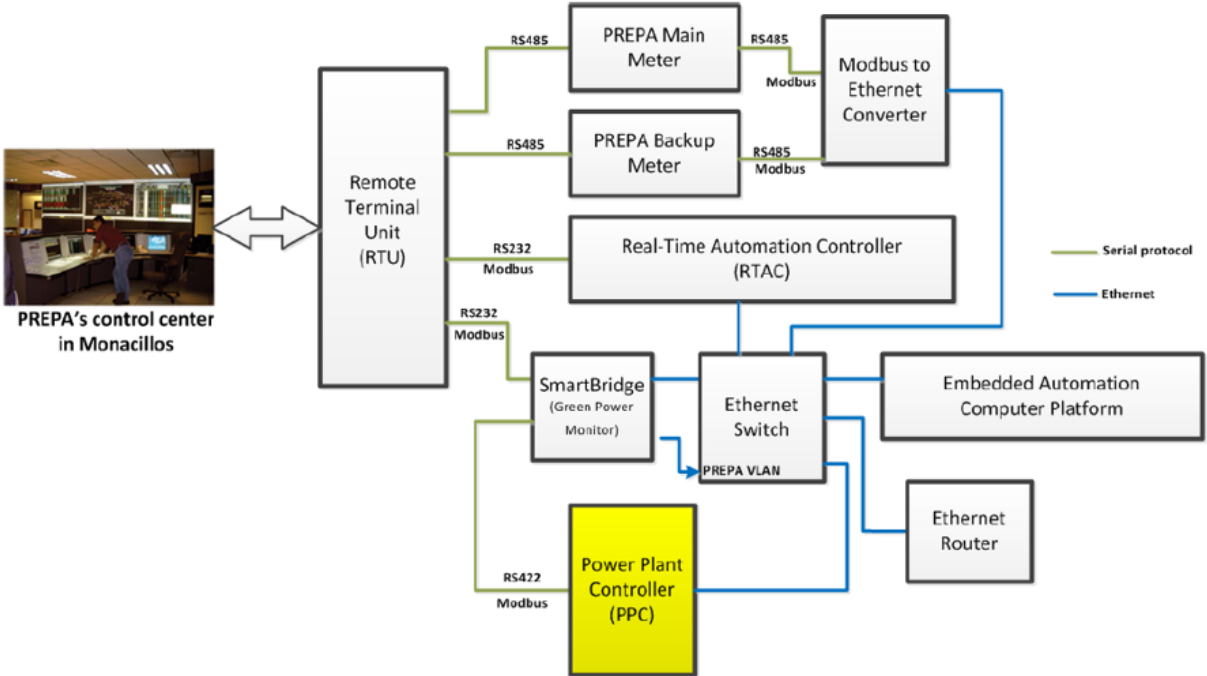 RS485
PREPA Main
Meter
RS485
Modbus
Modbus to
Ethernet
Converter
RS485
PREPA Backup
Meter
RS485
Modbus
Remote
Terminal
Unit
(RTU)
RS232
Modbus
Real-Time Automation Controller
(RTAC)
Serial protocol
Ethernet
PREPA's control center
in Monacillos
RS232
Modbus
SmartBridge
(Green Power
Monitor)
Ethernet
Switch
PREPA VLAN
Embedded Automation
Computer Platform
Ethernet
Router
RS422
Modbus
Power Plant
Controller
(PPC)